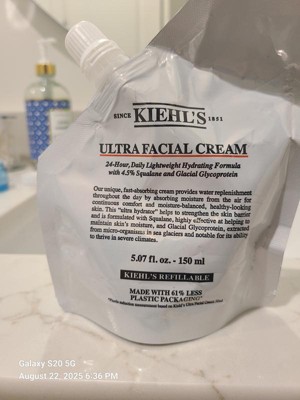 SINCE KIEHL'S 1851
ULTRA FACIAL CREAM
24-Hour, Daily Lightweight Hydrating Formula
with 4.5% Squalane and Glacial Glycoprotein
Our unique, fast-absorbing cream provides water replenishment
throughout the day by absorbing moisture from the air for
continuous comfort and moisture-balanced, healthy-looking
skin. This "ultra hydrator" helps to strengthen the skin barrier
and is formulated with Squalane, highly effective at helping to
maintain skin's moisture, and Glacial Glycoprotein, extracted
from micro-organisms in sea glaciers and notable for its ability
to thrive in severe climates.
5.07 fl. oz. - 150 ml
KIEHL'S REFILLABLE
MADE WITH 61% LESS
PLASTIC PACKAGING*
Galaxy S20 5G
August 22, 2025 6:36 PM